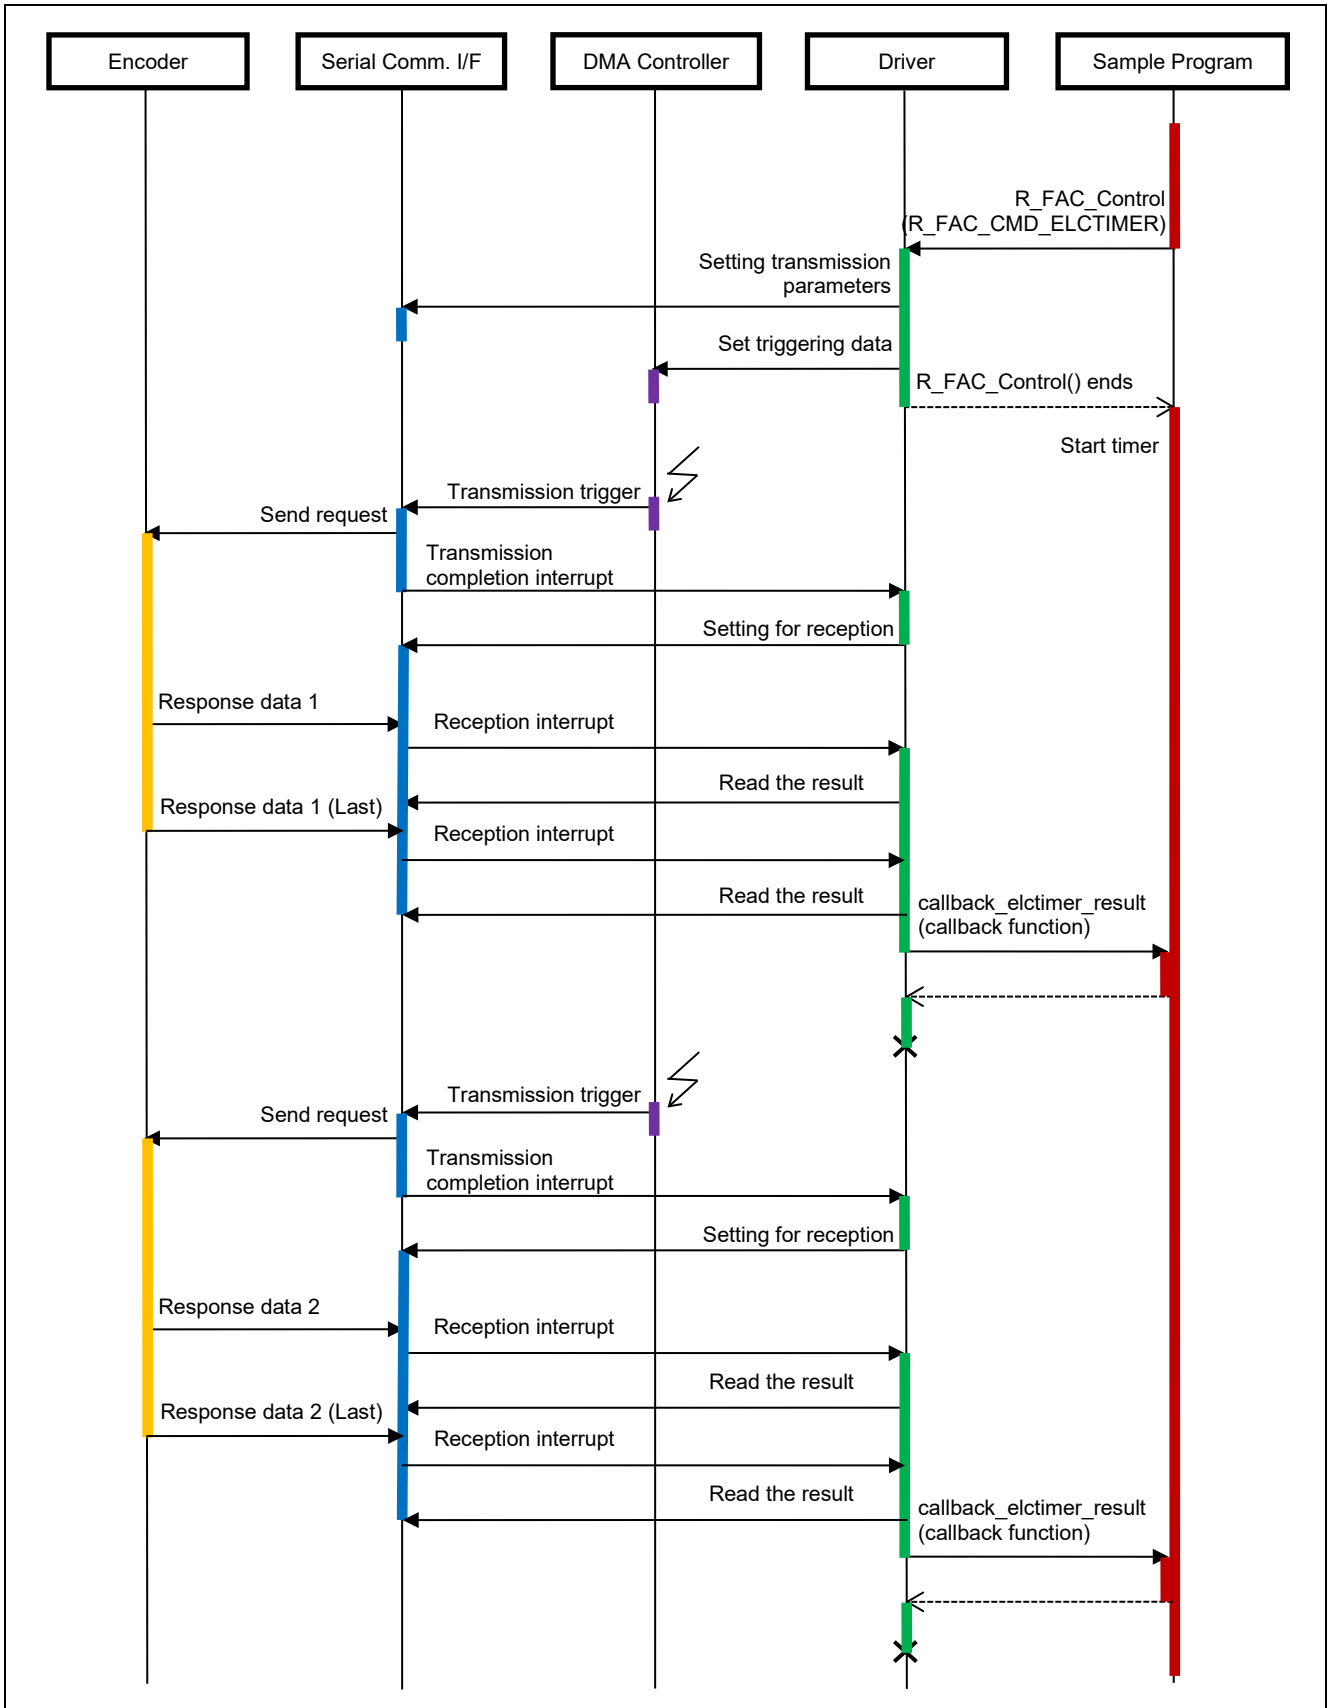 Encoder
Serial Comm. I/F
DMA Controller
Driver
Sample Program
R_FAC_Control
(R_FAC_CMD_ELCTIMER)
Setting transmission
parameters
Set triggering data
R_FAC_Control() ends
Start timer
Transmission trigger
Send request
Transmission
completion interrupt
Setting for reception
Response data 1
Reception interrupt
Read the result
Response data 1 (Last)
Reception interrupt
Read the result
callback_elctimer_result
(callback function)
Transmission trigger
Send request
Transmission
completion interrupt
Setting for reception
Response data 2
Reception interrupt
Read the result
Response data 2 (Last)
Reception interrupt
Read the result
callback_elctimer_result
(callback function)